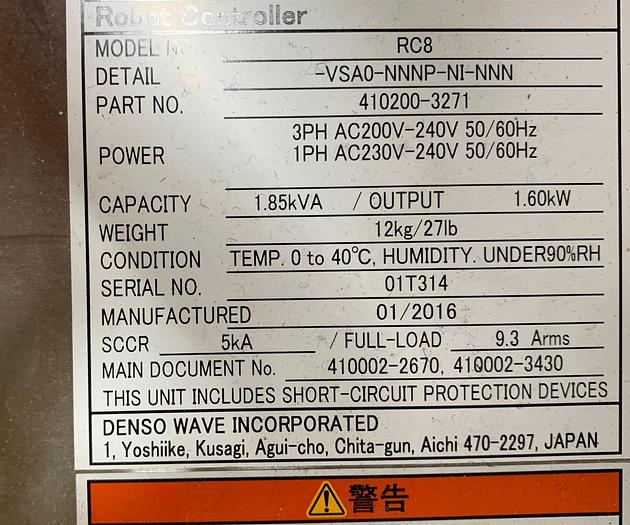 Robot Controller
MODEL NO. RC8
DETAIL -VSA0-NNNP-NI-NNN
PART NO. 410200-3271
3PH AC200V-240V 50/60Hz
POWER 1PH AC230V-240V 50/60Hz
CAPACITY 1.85kVA / OUTPUT 1.60kW
WEIGHT 12kg/27lb
CONDITION TEMP. 0 to 40℃, HUMIDITY. UNDER90%RH
SERIAL NO. 01T314
MANUFACTURED 01/2016
SCCR 5kA / FULL-LOAD 9.3 Arms
MAIN DOCUMENT No. 410002-2670, 410002-3430
THIS UNIT INCLUDES SHORT-CIRCUIT PROTECTION DEVICES
DENSO WAVE INCORPORATED
1, Yoshiike, Kusagi, Agui-cho, Chita-gun, Aichi 470-2297, JAPAN
警告